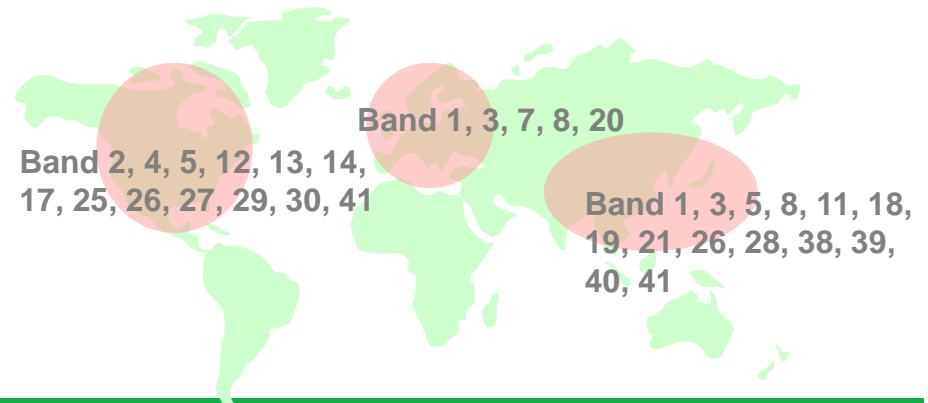 Band 1, 3, 7, 8, 20
Band 2, 4, 5, 12, 13, 14,
17, 25, 26, 27, 29, 30, 41
Band 1, 3, 5, 8, 11, 18,
19, 21, 26, 28, 38, 39,
40, 41